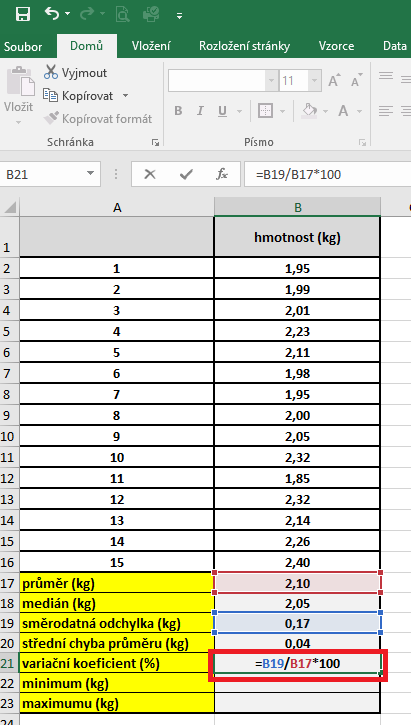 Soubor Domů Vložení Rozložení stránky Vzorce Data
Vyjmout
Kopírovat
Kopírovat formát
Vložit
Schránka
11 A A
B I U A A
Písmo
B21 fx =B19/B17*100
A B
1 hmotnost (kg)
2 1 1,95
3 2 1,99
4 3 2,01
5 4 2,23
6 5 2,11
7 6 1,98
8 7 1,95
9 8 2,00
10 9 2,05
11 10 2,32
12 11 1,85
13 12 2,32
14 13 2,14
15 14 2,26
16 15 2,40
17 průměr (kg) 2,10
18 medián (kg) 2,05
19 směrodatná odchylka (kg) 0,17
20 střední chyba průměru (kg) 0,04
21 variační koeficient (%) =B19/B17*100
22 minimum (kg)
23 maximumu (kg)